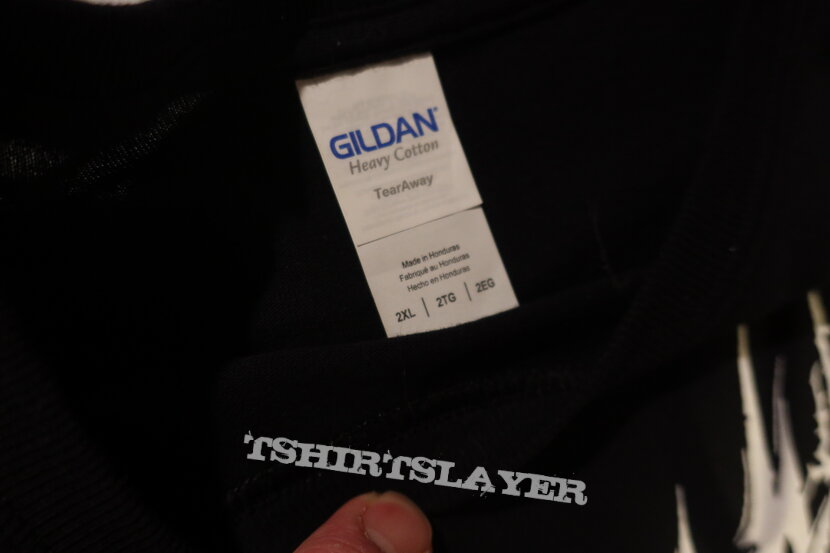 GILDAN
Heavy Cotton
TearAway
Made in Honduras
Fabriqué au Honduras
Hecho en Honduras
2XL | 2TG | 2EG
TSHIRTSLAYER